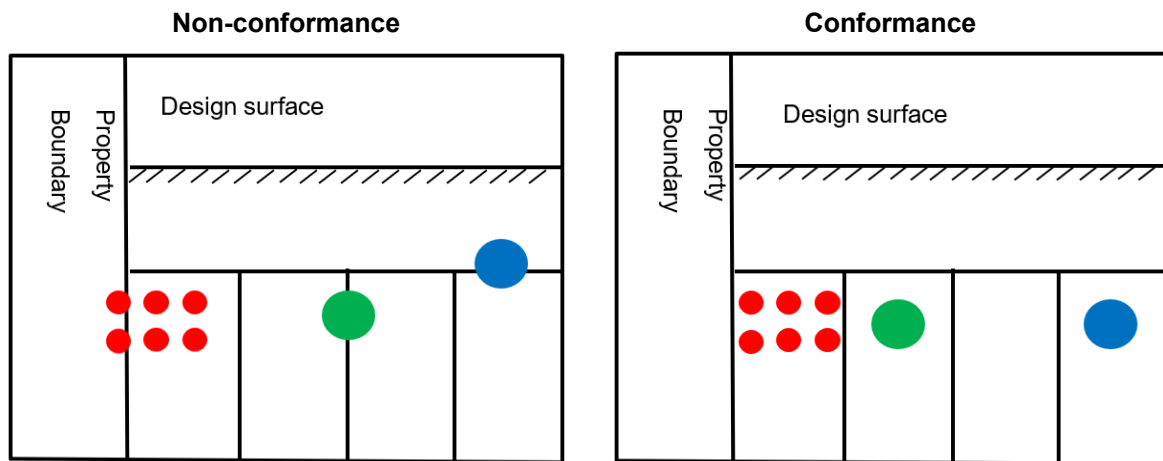 Non-conformance
Design surface
Property
Boundary
Conformance
Design surface
Property
Boundary